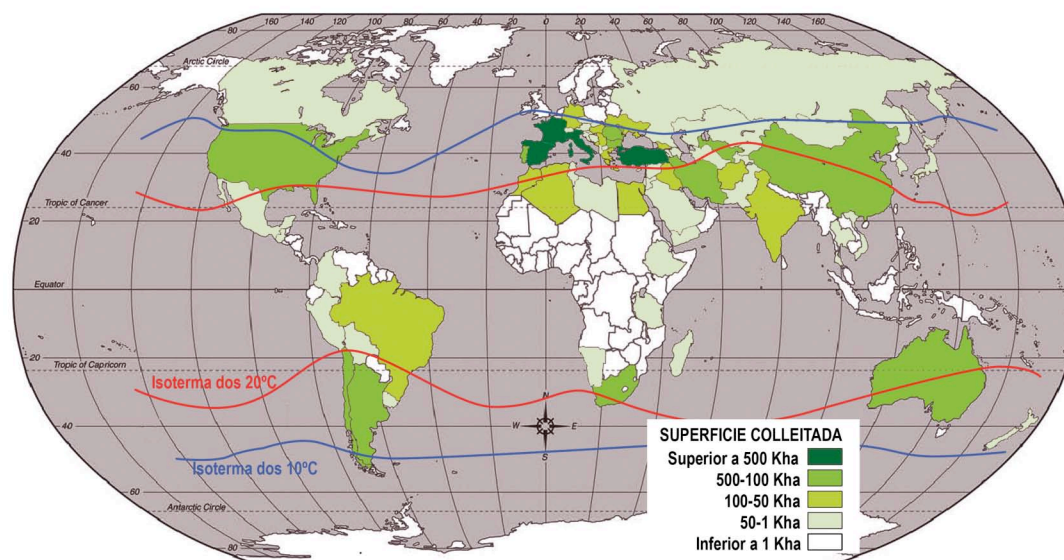 160 140 120 100 80 60 40 20 0 20 40 60 80 100 120 140 160
80
Arctic Circle
60
40
Tropic of Cancer
20
Equator
0
20
Tropic of Capricorn
Isoterma dos 20ºC
40
N
W E
S
Isoterma dos 10ºC
60
Antarctic Circle
80
SUPERFICIE COLLEITADA
Superior a 500 Kha
500-100 Kha
100-50 Kha
50-1 Kha
Inferior a 1 Kha